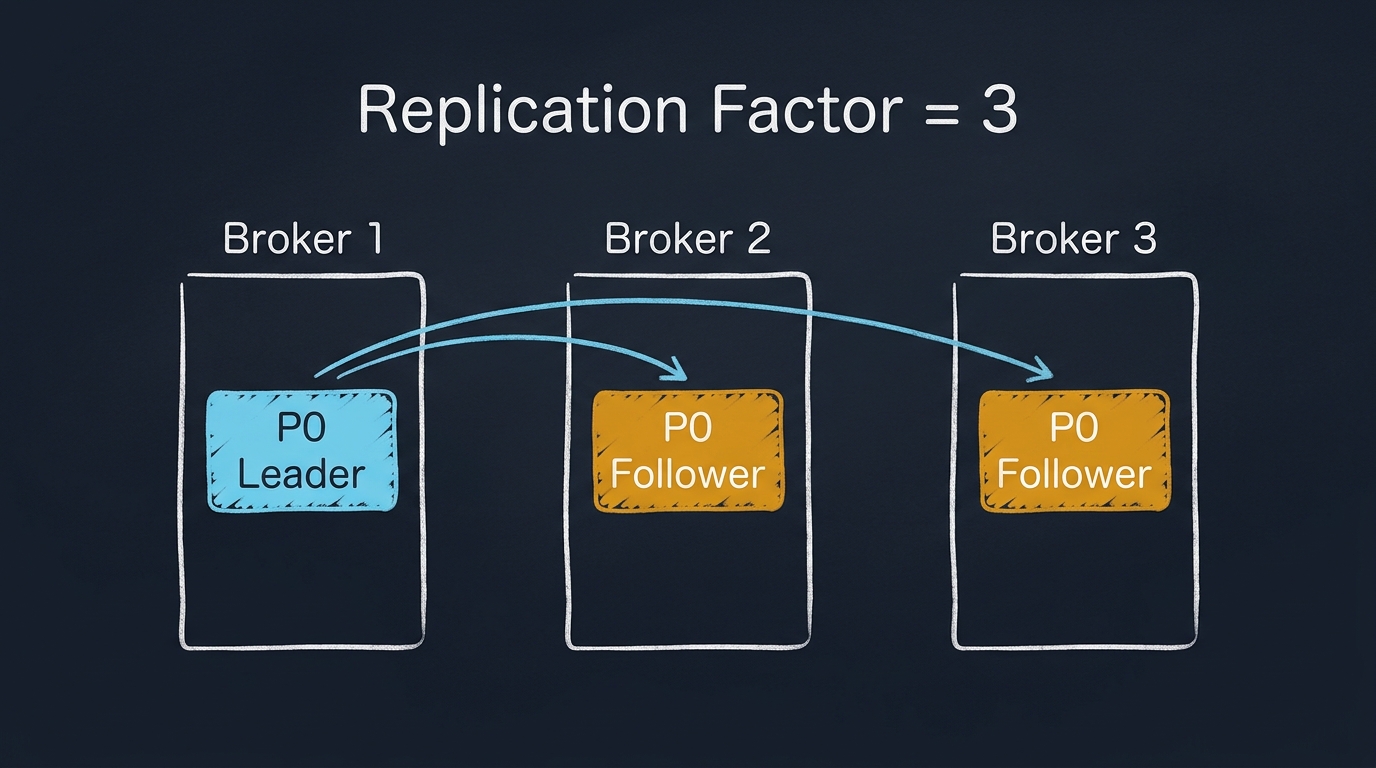 Replication Factor = 3
Broker 1
Broker 2
Broker 3
P0
Leader
P0
Follower
P0
Follower